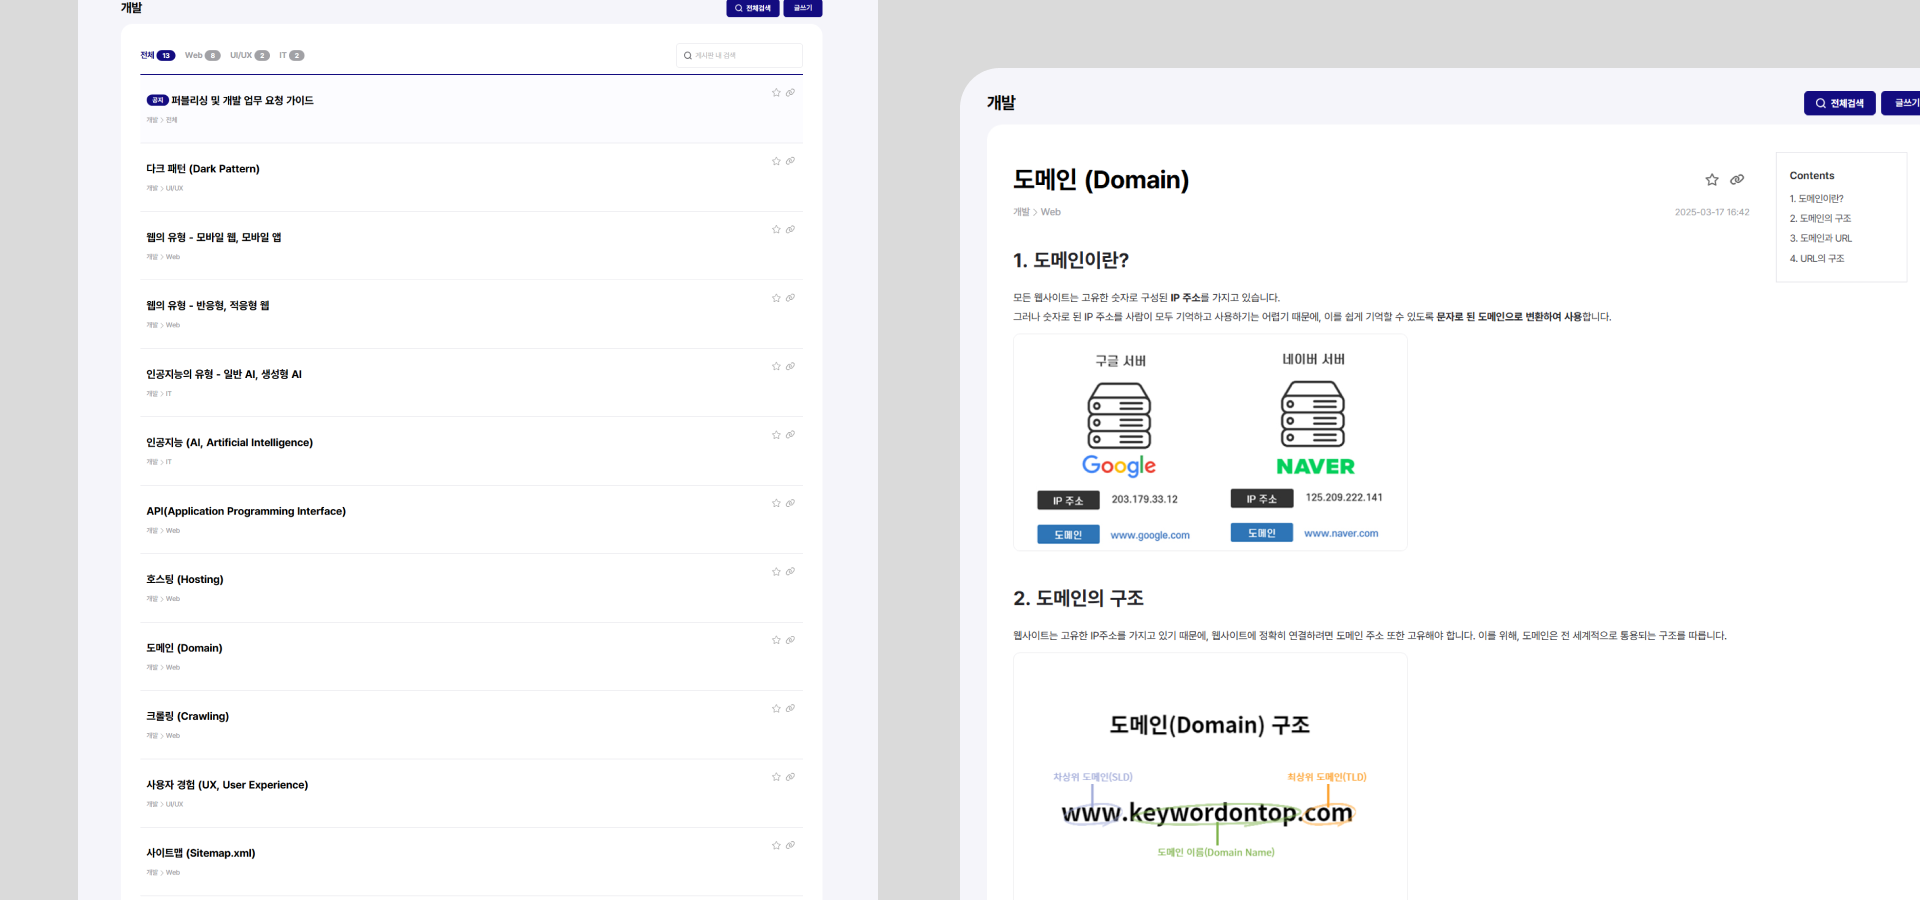 개발
전체검색
글쓰기
전체 13 Web 8 UI/UX 2 IT 2
게시판 내 검색
공지 퍼블리싱 및 개발 업무 요청 가이드
개발 > 전체
다크 패턴 (Dark Pattern)
개발 > UI/UX
웹의 유형 - 모바일 웹, 모바일 앱
개발 > Web
웹의 유형 - 반응형, 적응형 웹
개발 > Web
인공지능의 유형 - 일반 AI, 생성형 AI
개발 > IT
인공지능 (AI, Artificial Intelligence)
개발 > IT
API(Application Programming Interface)
개발 > Web
호스팅 (Hosting)
개발 > Web
도메인 (Domain)
개발 > Web
크롤링 (Crawling)
개발 > Web
사용자 경험 (UX, User Experience)
개발 > UI/UX
사이트맵 (Sitemap.xml)
개발 > Web
개발
전체검색
글쓰기
도메인 (Domain)
개발 > Web
2025-03-17 16:42
Contents
1. 도메인이란?
2. 도메인의 구조
3. 도메인과 URL
4. URL의 구조
1. 도메인이란?
모든 웹사이트는 고유한 숫자로 구성된 IP 주소를 가지고 있습니다.
그러나 숫자로 된 IP 주소를 사람이 모두 기억하고 사용하기는 어렵기 때문에, 이를 쉽게 기억할 수 있도록 문자로 된 도메인으로 변환하여 사용합니다.
구글 서버
Google
IP 주소 203.179.33.12
도메인 www.google.com
네이버 서버
NAVER
IP 주소 125.209.222.141
도메인 www.naver.com
2. 도메인의 구조
웹사이트는 고유한 IP주소를 가지고 있기 때문에, 웹사이트에 정확히 연결하려면 도메인 주소 또한 고유해야 합니다. 이를 위해, 도메인은 전 세계적으로 통용되는 구조를 따릅니다.
도메인(Domain) 구조
차상위 도메인(SLD)
최상위 도메인(TLD)
www.keywordontop.com
도메인 이름(Domain Name)